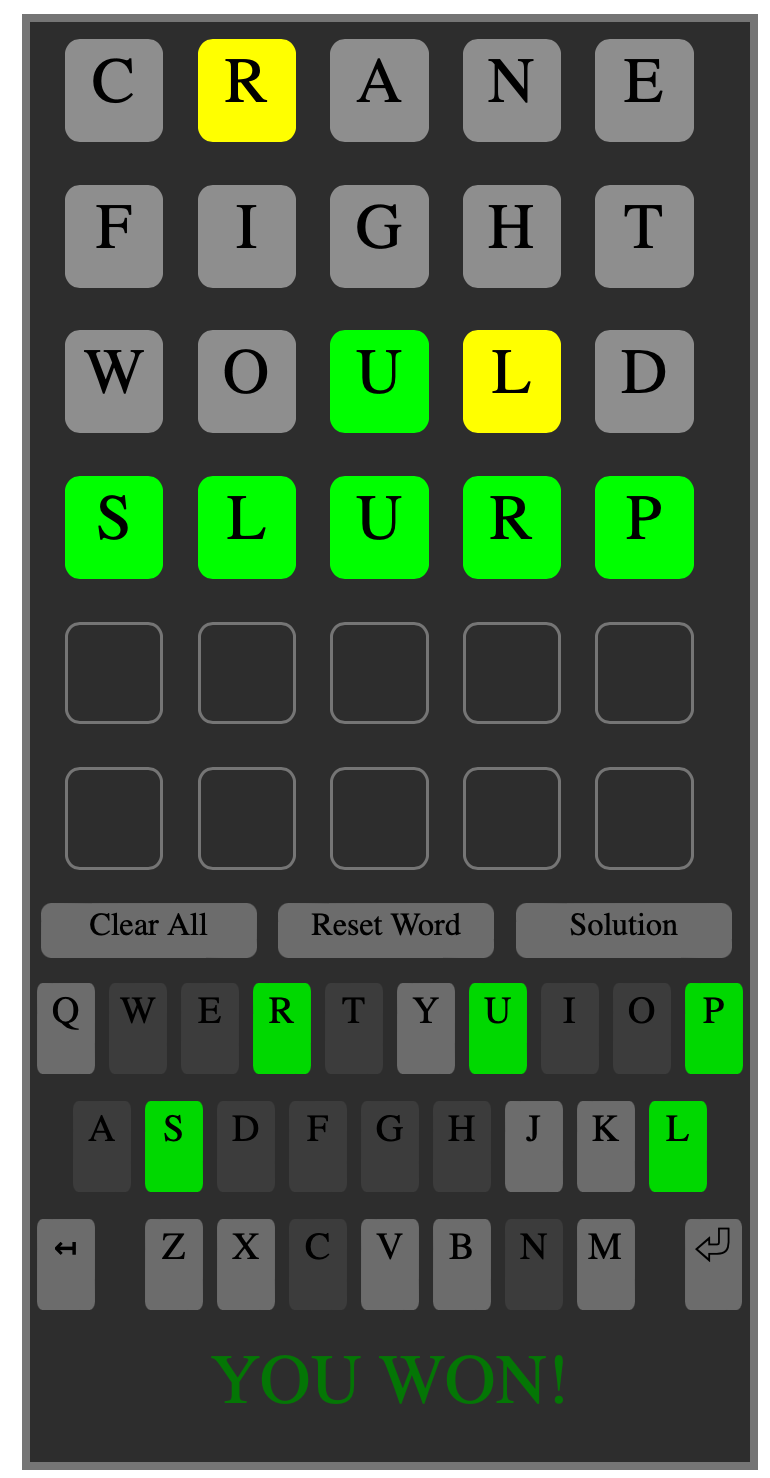 C R A N E
F I G H T
W O U L D
S L U R P
Clear All Reset Word Solution
Q W E R T Y U I O P
A S D F G H J K L
↤ Z X C V B N M ⏎
YOU WON!